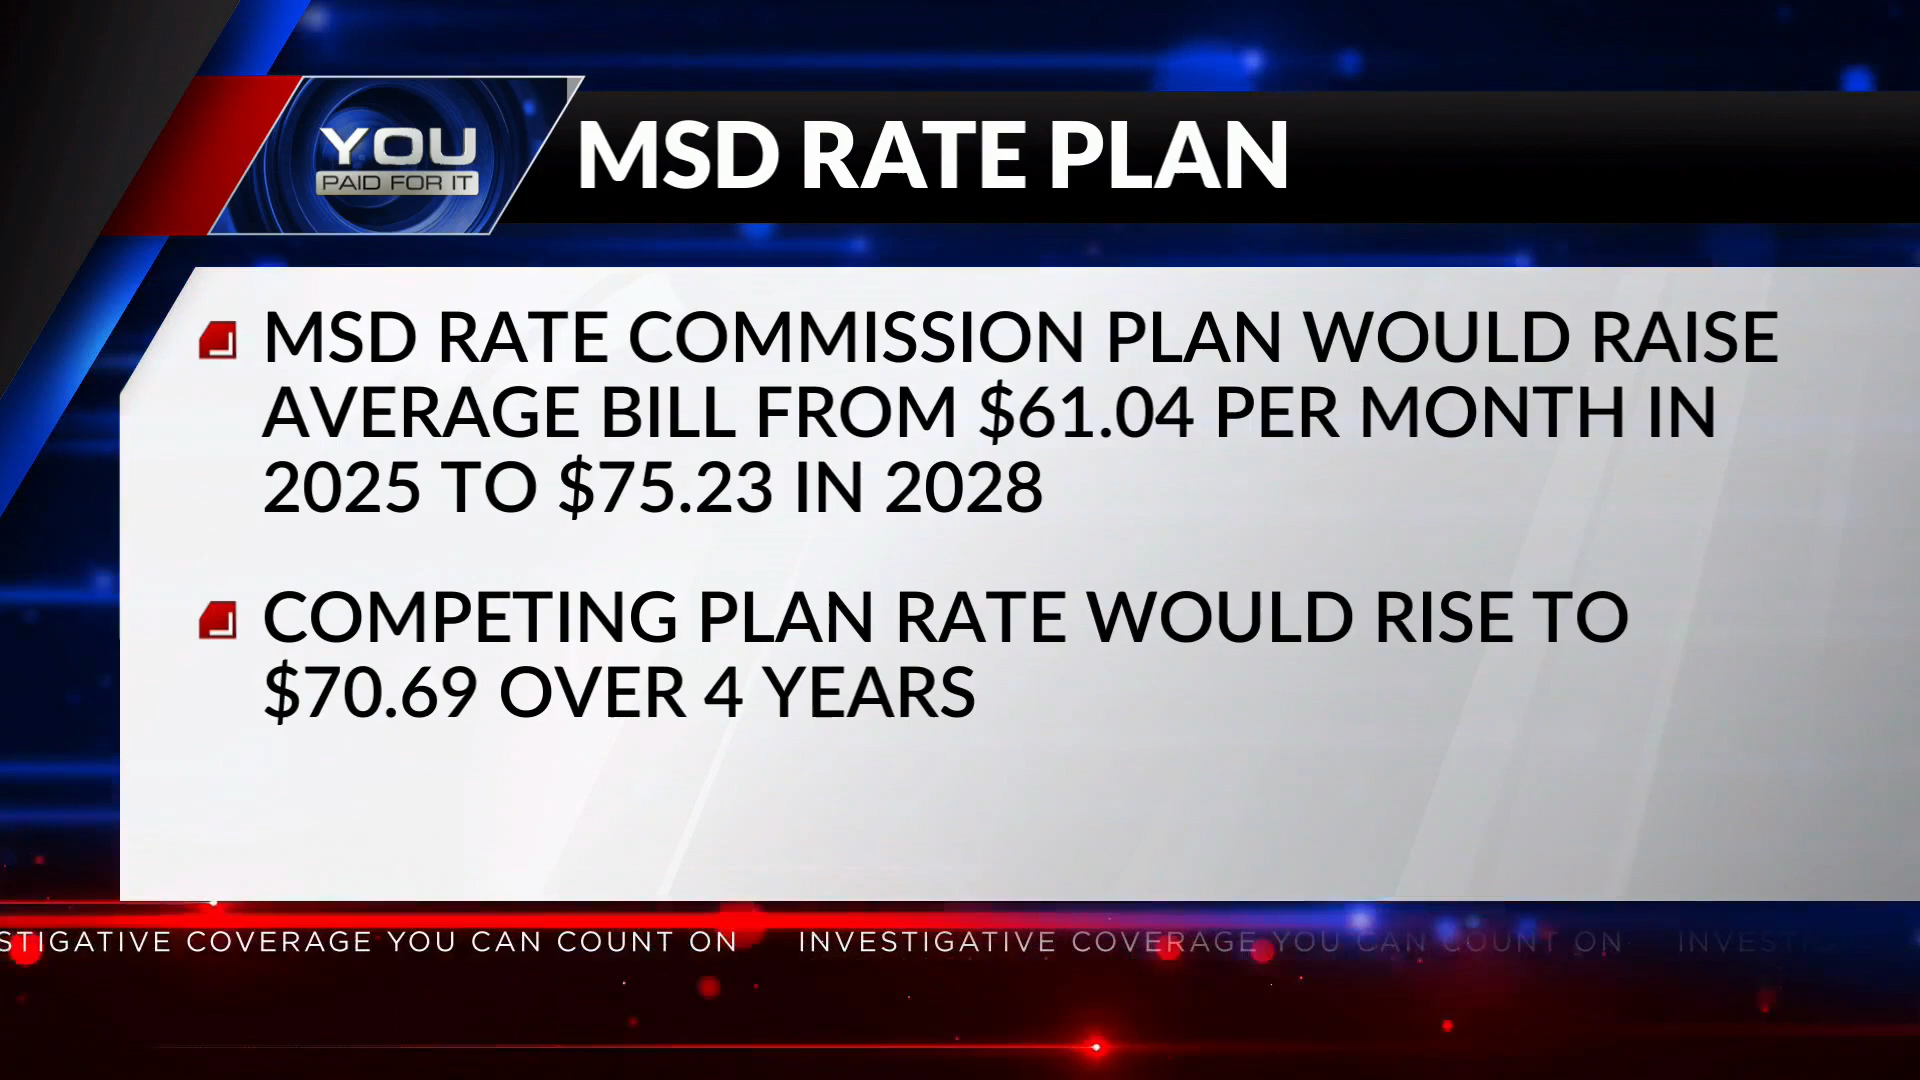 YOU
PAID FOR IT
MSD RATE PLAN
MSD RATE COMMISSION PLAN WOULD RAISE
AVERAGE BILL FROM $61.04 PER MONTH IN
2025 TO $75.23 IN 2028
COMPETING PLAN RATE WOULD RISE TO
$70.69 OVER 4 YEARS
STIGATIVE COVERAGE YOU CAN COUNT ON INVESTIGATIVE COVERAGE YOU CAN COUNT ON INVEST